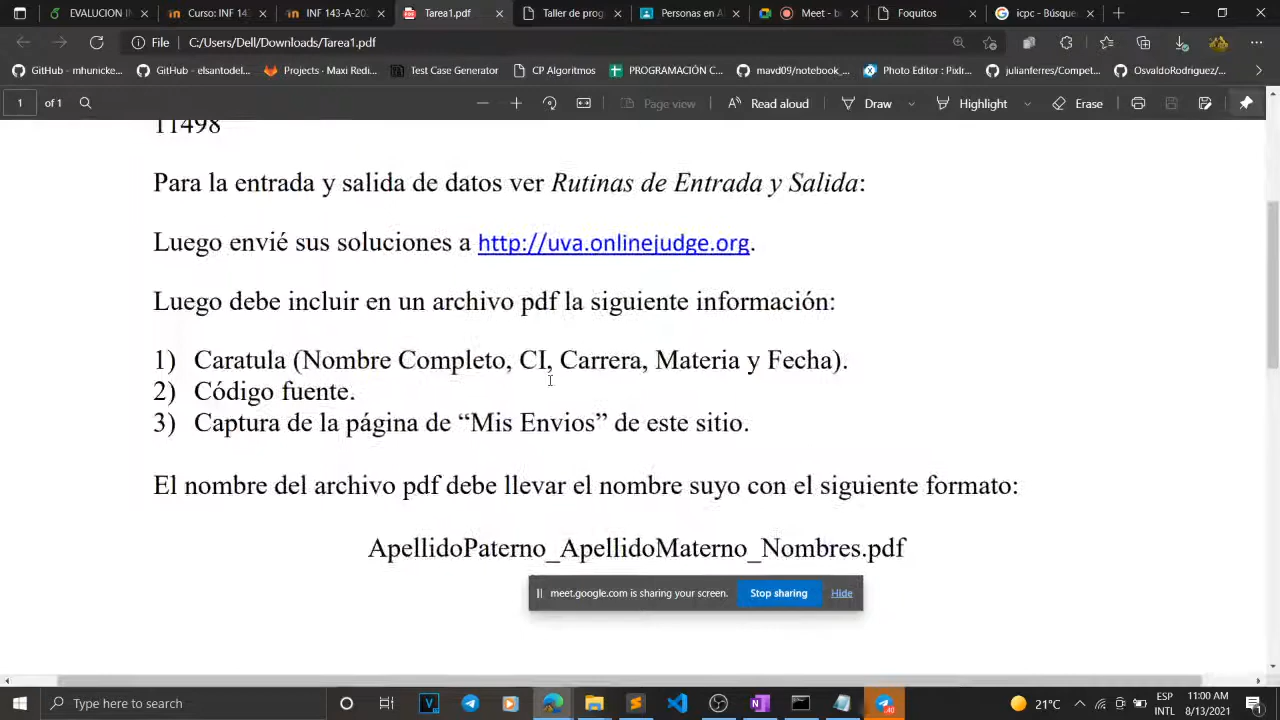 EVALUCION I
Curso: INF 14
INF 143-A-202
Tarea1.pdf
Taller de prog
Personas en A
Meet - b
Foquitos
icpc - Búsque
File
C:/Users/Dell/Downloads/Tarea1.pdf
GitHub - mhunicke...
GitHub - elsantodel...
Projects · Maxi Redi...
Test Case Generator
CP Algoritmos
PROGRAMACIÓN C...
mavd09/notebook_...
Photo Editor : Pixlr...
julianferres/Compet...
OsvaldoRodriguez/...
1 of 1
Page view
Read aloud
Draw
Highlight
Erase
11498
Para la entrada y salida de datos ver Rutinas de Entrada y Salida:
Luego envié sus soluciones a http://uva.onlinejudge.org.
Luego debe incluir en un archivo pdf la siguiente información:
1) Caratula (Nombre Completo, CI, Carrera, Materia y Fecha).
2) Código fuente.
3) Captura de la página de “Mis Envios” de este sitio.
El nombre del archivo pdf debe llevar el nombre suyo con el siguiente formato:
ApellidoPaterno_ApellidoMaterno_Nombres.pdf
meet.google.com is sharing your screen.
Stop sharing
Hide
Type here to search
21°C
ESP
INTL
11:00 AM
8/13/2021